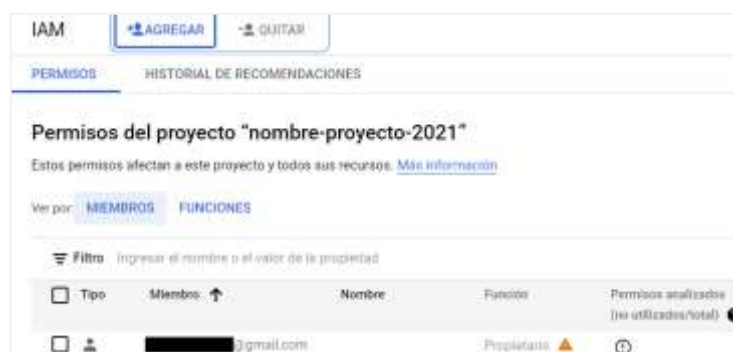 IAM AGREGAR QUITAR
PERMISOS HISTORIAL DE RECOMENDACIONES
Permisos del proyecto "nombre-proyecto-2021"
Estos permisos afectan a este proyecto y todos sus recursos. Más información
Ver por: MIEMBROS FUNCIONES
Filtro Ingresar el nombre o el valor de la propiedad
Tipo Miembro Nombre Función Permisos analizados
(no utilizados/total)
@gmail.com Propietario